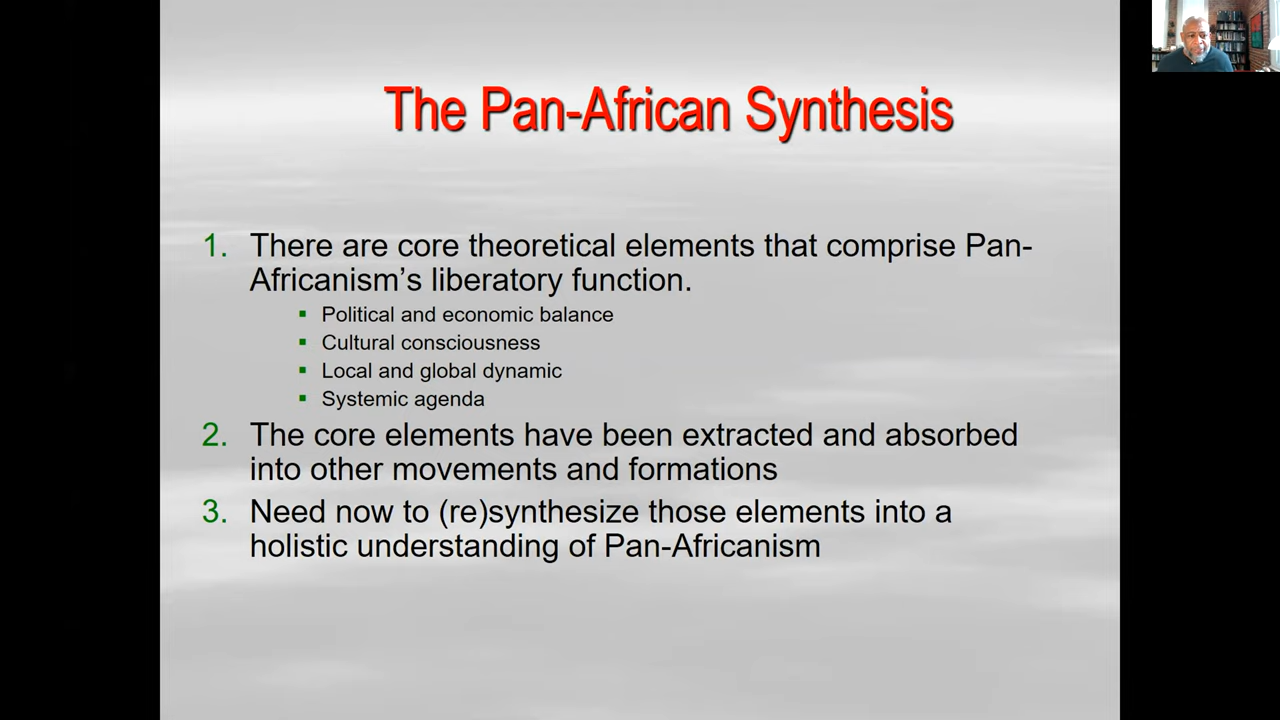 The Pan-African Synthesis
1. There are core theoretical elements that comprise Pan-
Africanism’s liberatory function.
▪ Political and economic balance
▪ Cultural consciousness
▪ Local and global dynamic
▪ Systemic agenda
2. The core elements have been extracted and absorbed
into other movements and formations
3. Need now to (re)synthesize those elements into a
holistic understanding of Pan-Africanism